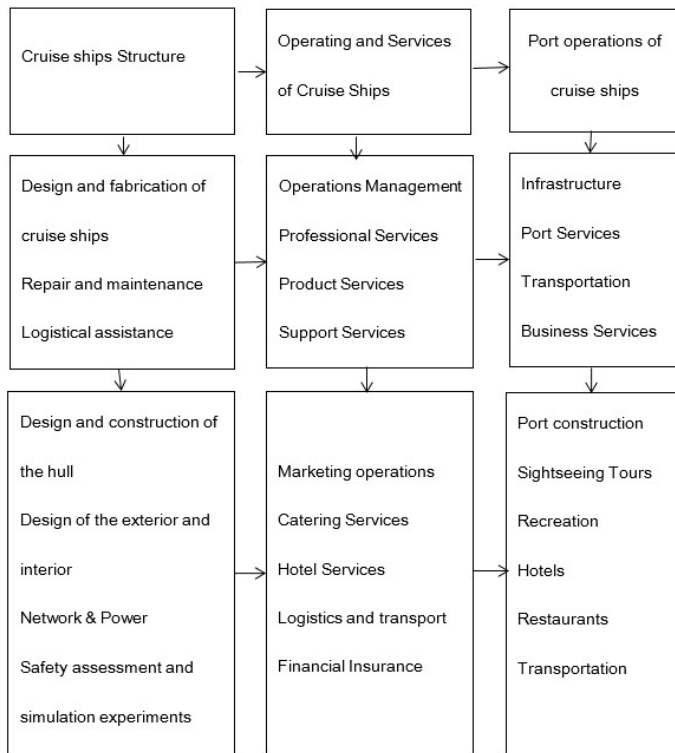 Cruise ships Structure
Operating and Services
of Cruise Ships
Port operations of
cruise ships
Design and fabrication of
cruise ships
Repair and maintenance
Logistical assistance
Operations Management
Professional Services
Product Services
Support Services
Infrastructure
Port Services
Transportation
Business Services
Design and construction of
the hull
Design of the exterior and
interior
Network & Power
Safety assessment and
simulation experiments
Marketing operations
Catering Services
Hotel Services
Logistics and transport
Financial Insurance
Port construction
Sightseeing Tours
Recreation
Hotels
Restaurants
Transportation